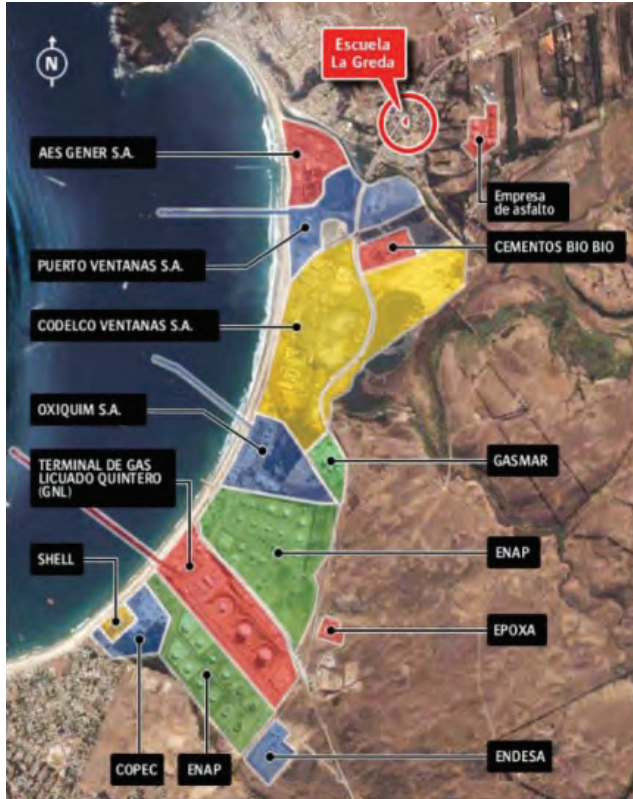 N
Escuela
La Greda
AES GENER S.A.
Empresa
de asfalto
CEMENTOS BIO BIO
PUERTO VENTANAS S.A.
CODELCO VENTANAS S.A.
OXIQUIM S.A.
GASMAR
TERMINAL DE GAS
LICUADO QUINTERO
(GNL)
ENAP
SHELL
EPOXA
COPEC
ENAP
ENDESA